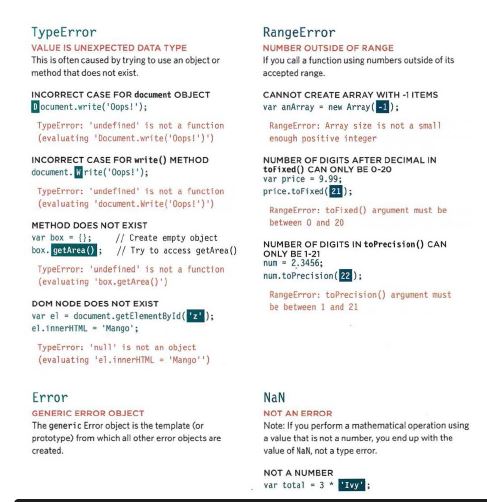 TypeError
VALUE IS UNEXPECTED DATA TYPE
This is often caused by trying to use an object or
method that does not exist.
INCORRECT CASE FOR document OBJECT
Document.write('Oops!');
TypeError: 'undefined' is not a function
(evaluating 'Document.write('Oops!')')
INCORRECT CASE FOR write() METHOD
document.Write('Oops!');
TypeError: 'undefined' is not a function
(evaluating 'document.Write('Oops!')')
METHOD DOES NOT EXIST
var box = {}; // Create empty object
box.getArea(); // Try to access getArea()
TypeError: 'undefined' is not a function
(evaluating 'box.getArea()')
DOM NODE DOES NOT EXIST
var el = document.getElementById('z');
el.innerHTML = 'Mango';
TypeError: 'null' is not an object
(evaluating 'el.innerHTML = 'Mango'')
Error
GENERIC ERROR OBJECT
The generic Error object is the template (or
prototype) from which all other error objects are
created.
RangeError
NUMBER OUTSIDE OF RANGE
If you call a function using numbers outside of its
accepted range.
CANNOT CREATE ARRAY WITH -1 ITEMS
var anArray = new Array(-1);
RangeError: Array size is not a small
enough positive integer
NUMBER OF DIGITS AFTER DECIMAL IN
toFixed() CAN ONLY BE 0-20
var price = 9.99;
price.toFixed(21);
RangeError: toFixed() argument must be
between 0 and 20
NUMBER OF DIGITS IN toPrecision() CAN
ONLY BE 1-21
num = 2.3456;
num.toPrecision(22);
RangeError: toPrecision() argument must
be between 1 and 21
NaN
NOT AN ERROR
Note: If you perform a mathematical operation using
a value that is not a number, you end up with the
value of NaN, not a type error.
NOT A NUMBER
var total = 3 * 'Ivy';